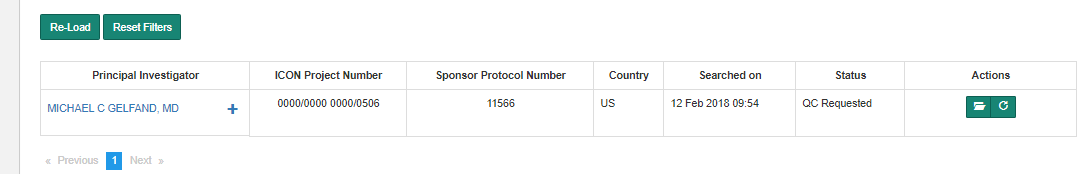 Re-Load Reset Filters
Principal Investigator ICON Project Number Sponsor Protocol Number Country Searched on Status Actions
MICHAEL C GELFAND, MD + 0000/0000 0000/0506 11566 US 12 Feb 2018 09:54 QC Requested
« Previous 1 Next »